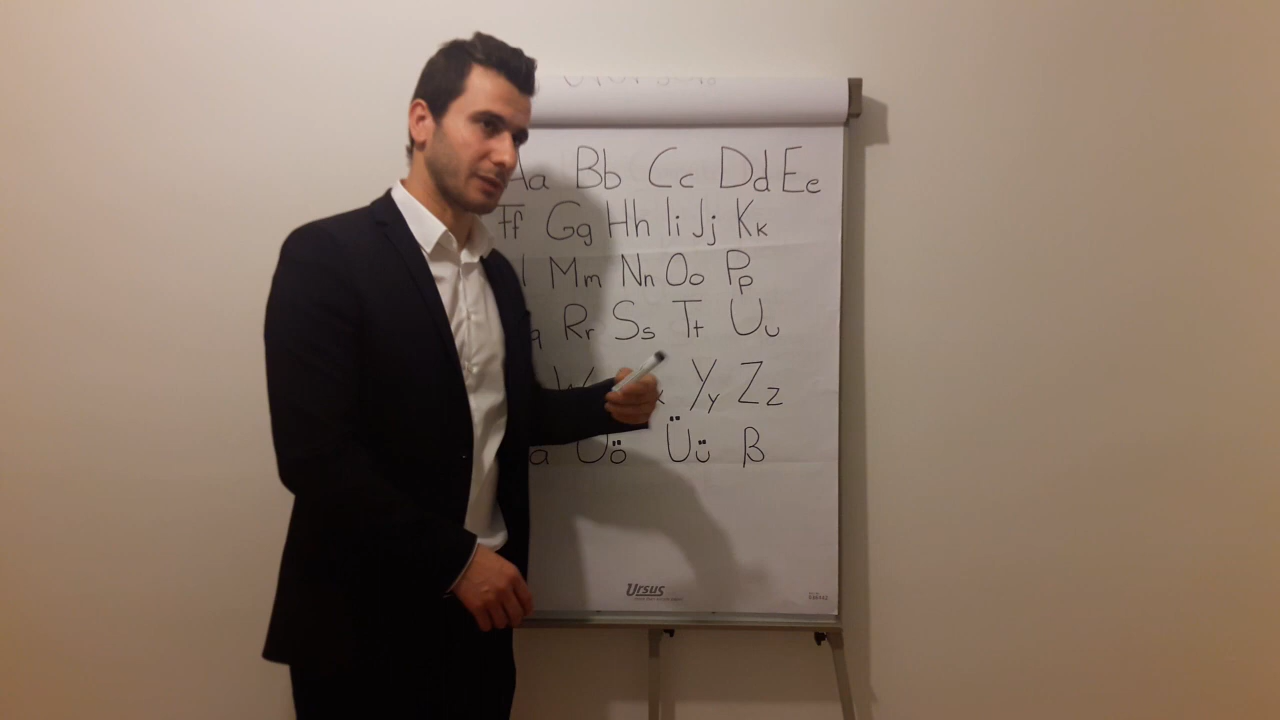 Aa Bb Cc Dd Ee
Ff Gg Hh Ii Jj Kk
l Mm Nn Oo Pp
q Rr Ss Tt Uu
W x Yy Zz
ö Üü ß
Ursus